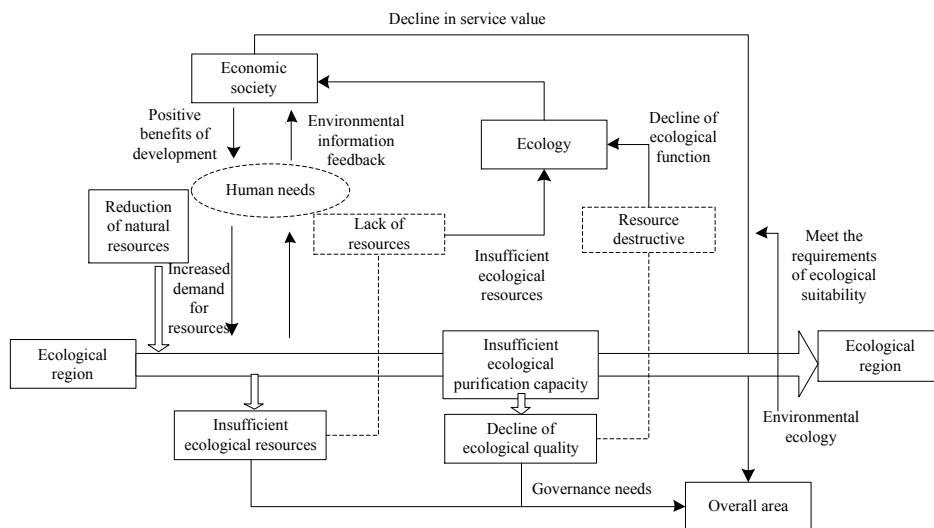 Decline in service value
Economic
society
Positive
benefits of
development
Environmental
information
feedback
Ecology
Decline of
ecological
function
Human needs
Reduction
of natural
resources
Lack of
resources
Resource
destructive
Insufficient
ecological
resources
Meet the
requirements
of ecological
suitability
Increased
demand
for
resources
Ecological
region
Insufficient
ecological
purification capacity
Ecological
region
Insufficient
ecological resources
Decline of
ecological quality
Environmental
ecology
Governance needs
Overall area